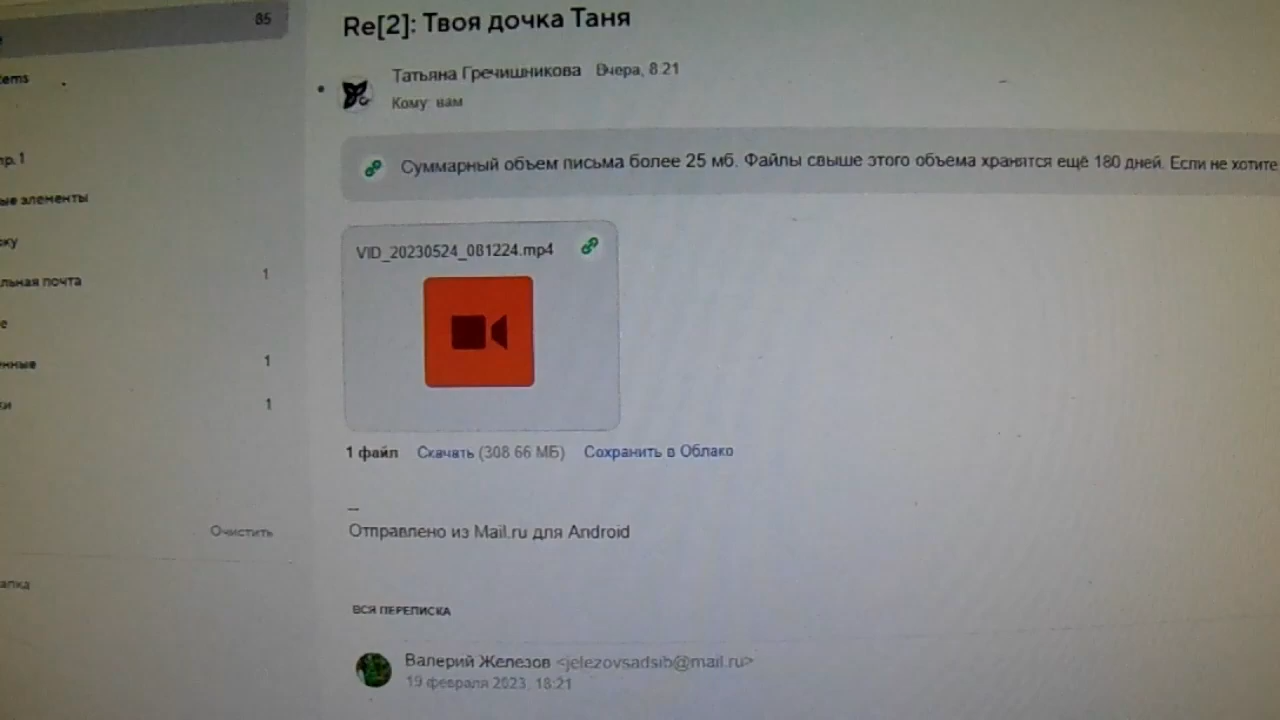 85
Re[2]: Твоя дочка Таня
Татьяна Гречишникова Вчера, 8:21
Кому: вам
Суммарный объем письма более 25 мб. Файлы свыше этого объема хранятся ещё 180 дней. Если не хотите
VID_20230524_081224.mp4
1
1
1
1 файл Скачать (308.66 МБ) Сохранить в Облако
--
Отправлено из Mail.ru для Android
Очистить
ВСЯ ПЕРЕПИСКА
Валерий Железов <jelezovsadsib@mail.ru>
19 февраля 2023, 18:21
элементы
почта